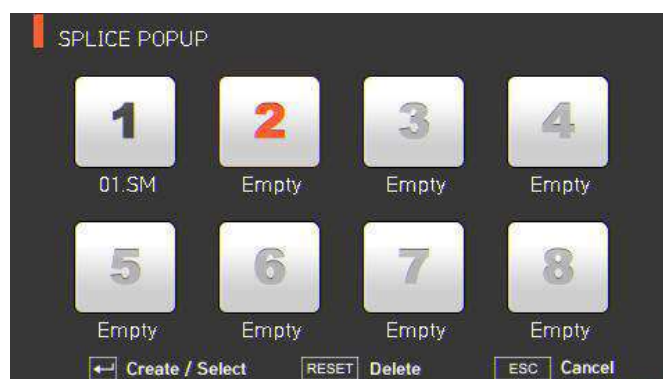 SPLICE POPUP
1 2 3 4
01.SM Empty Empty Empty
5 6 7 8
Empty Empty Empty Empty
Create / Select RESET Delete ESC Cancel